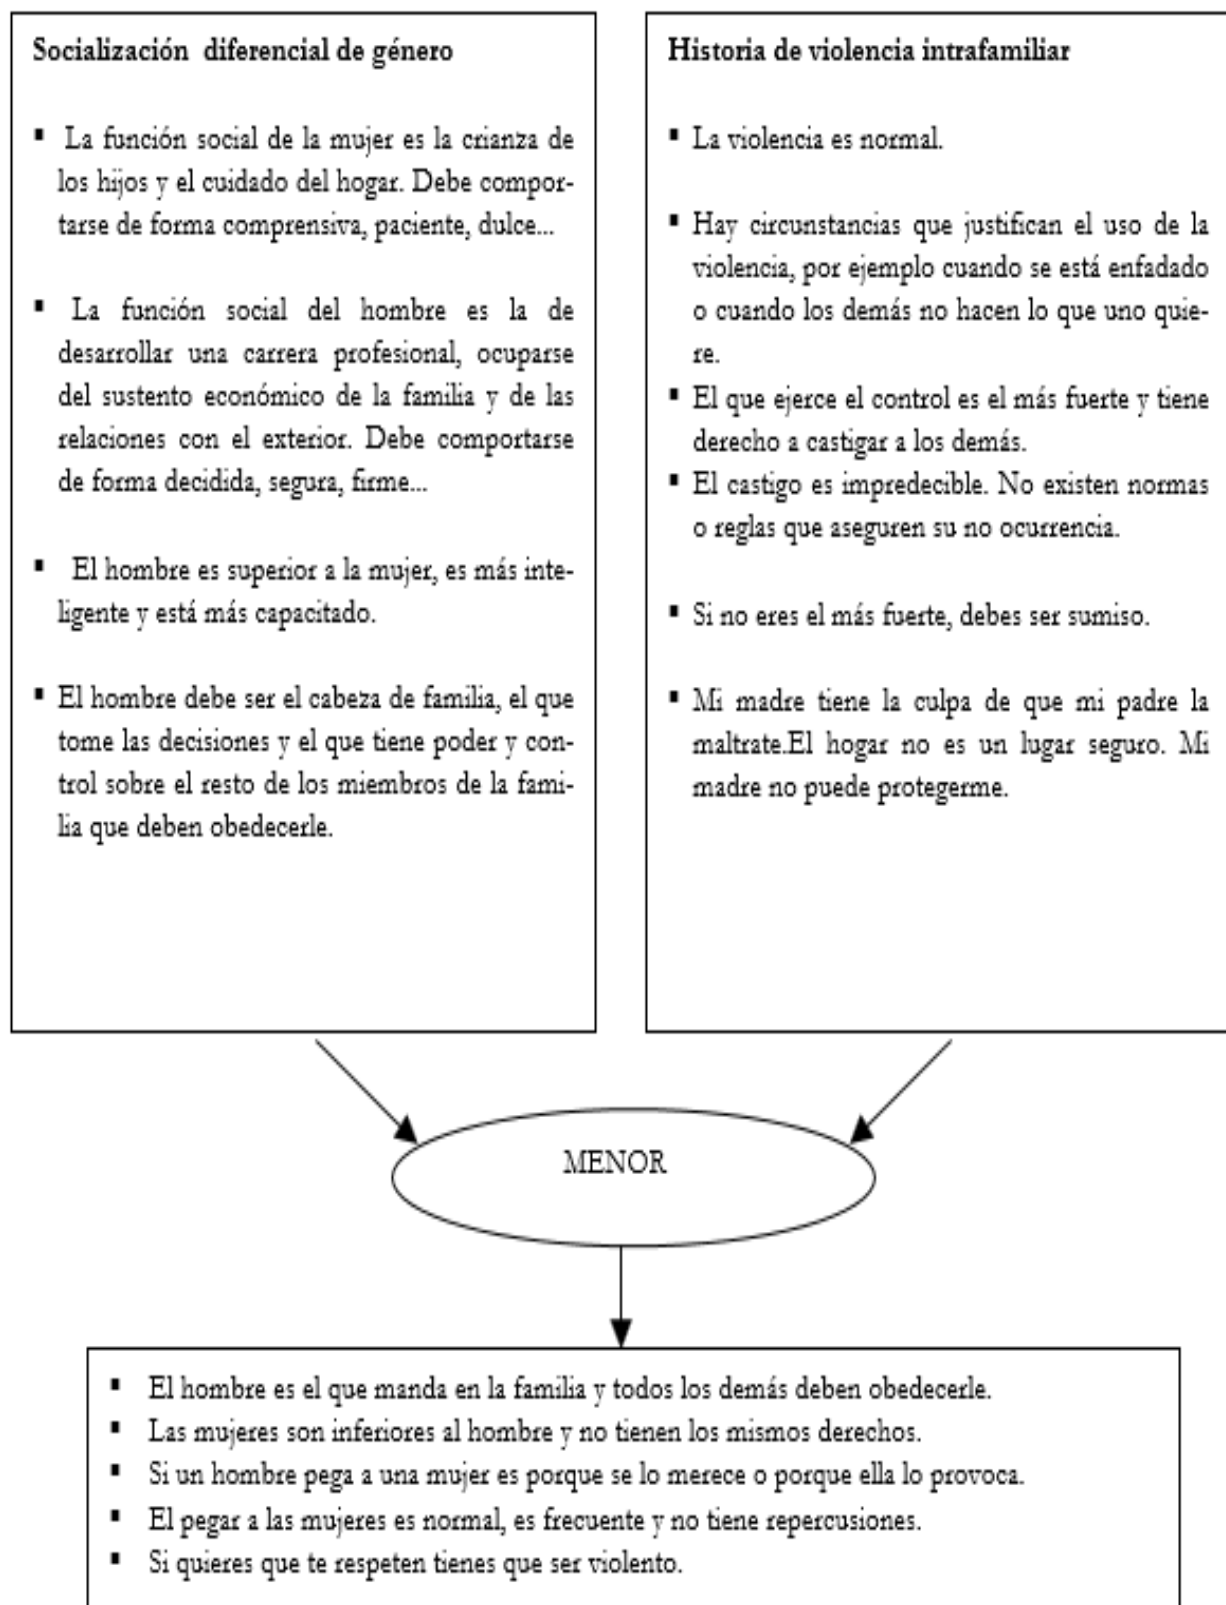 Socialización diferencial de género
▪ La función social de la mujer es la crianza de
los hijos y el cuidado del hogar. Debe compor-
tarse de forma comprensiva, paciente, dulce...
▪ La función social del hombre es la de
desarrollar una carrera profesional, ocuparse
del sustento económico de la familia y de las
relaciones con el exterior. Debe comportarse
de forma decidida, segura, firme...
▪ El hombre es superior a la mujer, es más inte-
ligente y está más capacitado.
▪ El hombre debe ser el cabeza de familia, el que
tome las decisiones y el que tiene poder y con-
trol sobre el resto de los miembros de la fami-
lia que deben obedecerle.
Historia de violencia intrafamiliar
▪ La violencia es normal.
▪ Hay circunstancias que justifican el uso de la
violencia, por ejemplo cuando se está enfadado
o cuando los demás no hacen lo que uno quie-
re.
▪ El que ejerce el control es el más fuerte y tiene
derecho a castigar a los demás.
▪ El castigo es impredecible. No existen normas
o reglas que aseguren su no ocurrencia.
▪ Si no eres el más fuerte, debes ser sumiso.
▪ Mi madre tiene la culpa de que mi padre la
maltrate.El hogar no es un lugar seguro. Mi
madre no puede protegerme.
MENOR
▪ El hombre es el que manda en la familia y todos los demás deben obedecerle.
▪ Las mujeres son inferiores al hombre y no tienen los mismos derechos.
▪ Si un hombre pega a una mujer es porque se lo merece o porque ella lo provoca.
▪ El pegar a las mujeres es normal, es frecuente y no tiene repercusiones.
▪ Si quieres que te respeten tienes que ser violento.